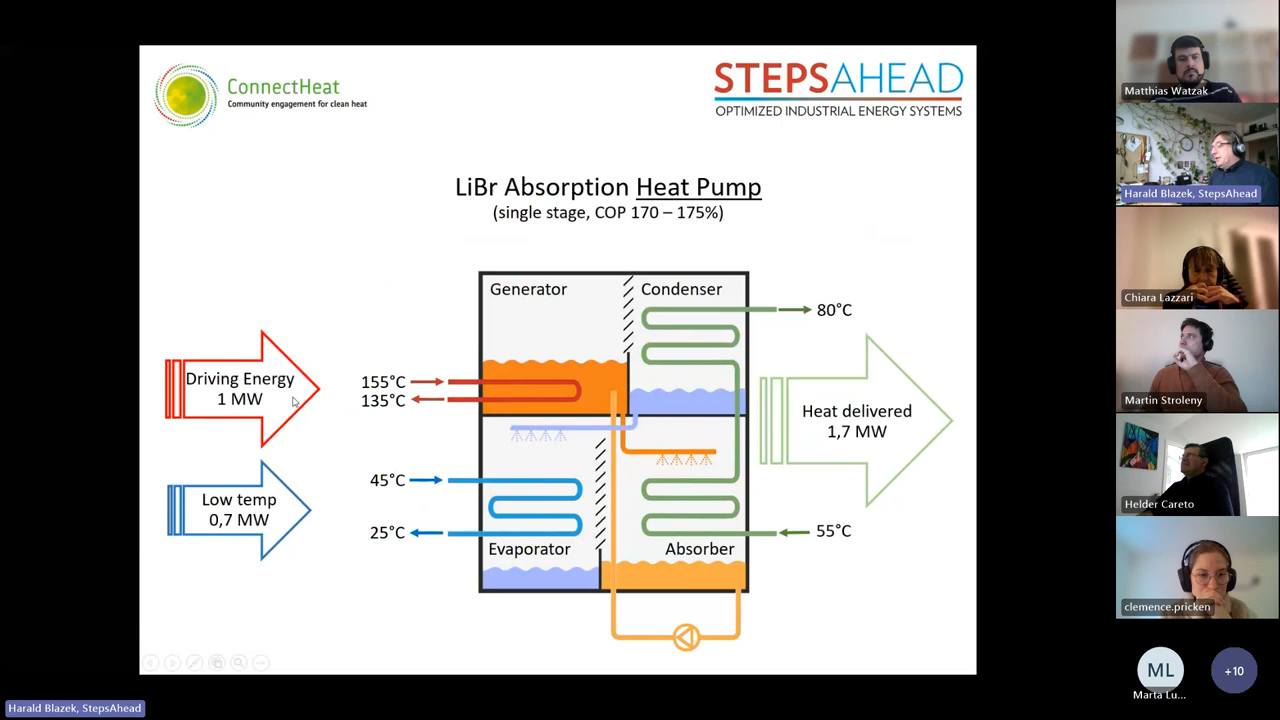 ConnectHeat
Community engagement for clean heat
STEPSAHEAD
OPTIMIZED INDUSTRIAL ENERGY SYSTEMS
LiBr Absorption Heat Pump
(single stage, COP 170 – 175%)
Generator
Condenser
80°C
Driving Energy
1 MW
155°C
135°C
Heat delivered
1,7 MW
Low temp
0,7 MW
45°C
25°C
55°C
Evaporator
Absorber
Matthias Watzak
Harald Blazek, StepsAhead
Chiara Lazzari
Martin Stroleny
Helder Careto
clemence.pricken
ML
Marta Lu...
+10
Harald Blazek, StepsAhead